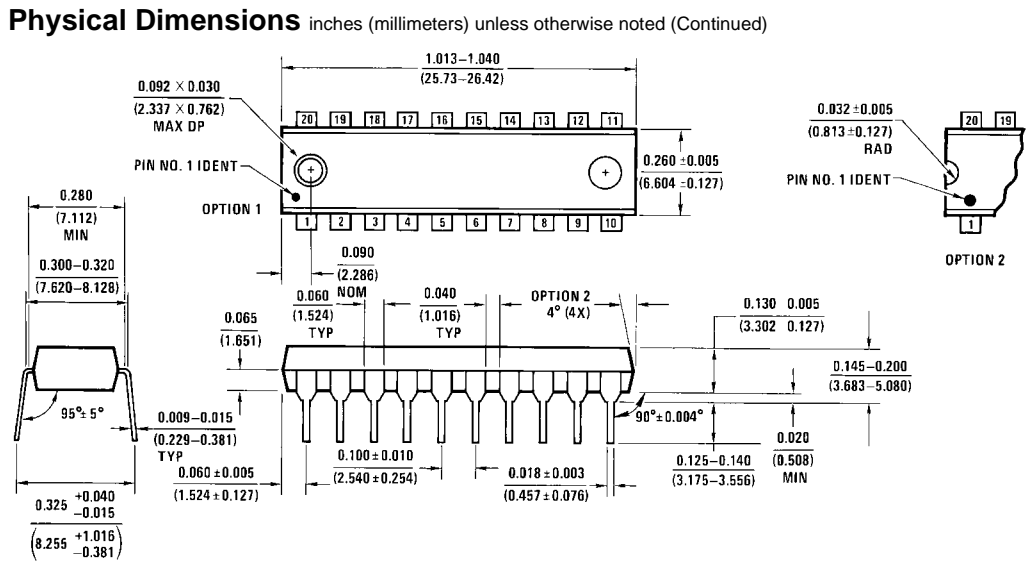 Physical Dimensions inches (millimeters) unless otherwise noted (Continued)
1.013–1.040
(25.73–26.42)
0.092 × 0.030
(2.337 × 0.762)
MAX DP
20 19 18 17 16 15 14 13 12 11
PIN NO. 1 IDENT
OPTION 1
1 2 3 4 5 6 7 8 9 10
0.260 ±0.005
(6.604 ±0.127)
0.032 ±0.005
(0.813 ±0.127)
RAD
20 19
PIN NO. 1 IDENT
1
OPTION 2
0.280
(7.112)
MIN
0.300–0.320
(7.620–8.128)
0.090
(2.286)
NOM
0.060
(1.524)
TYP
0.040
(1.016)
TYP
OPTION 2
4° (4X)
0.065
(1.651)
0.130 0.005
(3.302 0.127)
0.145–0.200
(3.683–5.080)
95° ± 5°
0.009–0.015
(0.229–0.381)
TYP
90° ± 0.004°
0.020
(0.508)
MIN
0.125–0.140
(3.175–3.556)
0.100 ± 0.010
(2.540 ± 0.254)
0.060 ± 0.005
(1.524 ± 0.127)
0.018 ± 0.003
(0.457 ± 0.076)
0.325 +0.040
−0.015
(8.255 +1.016
−0.381)